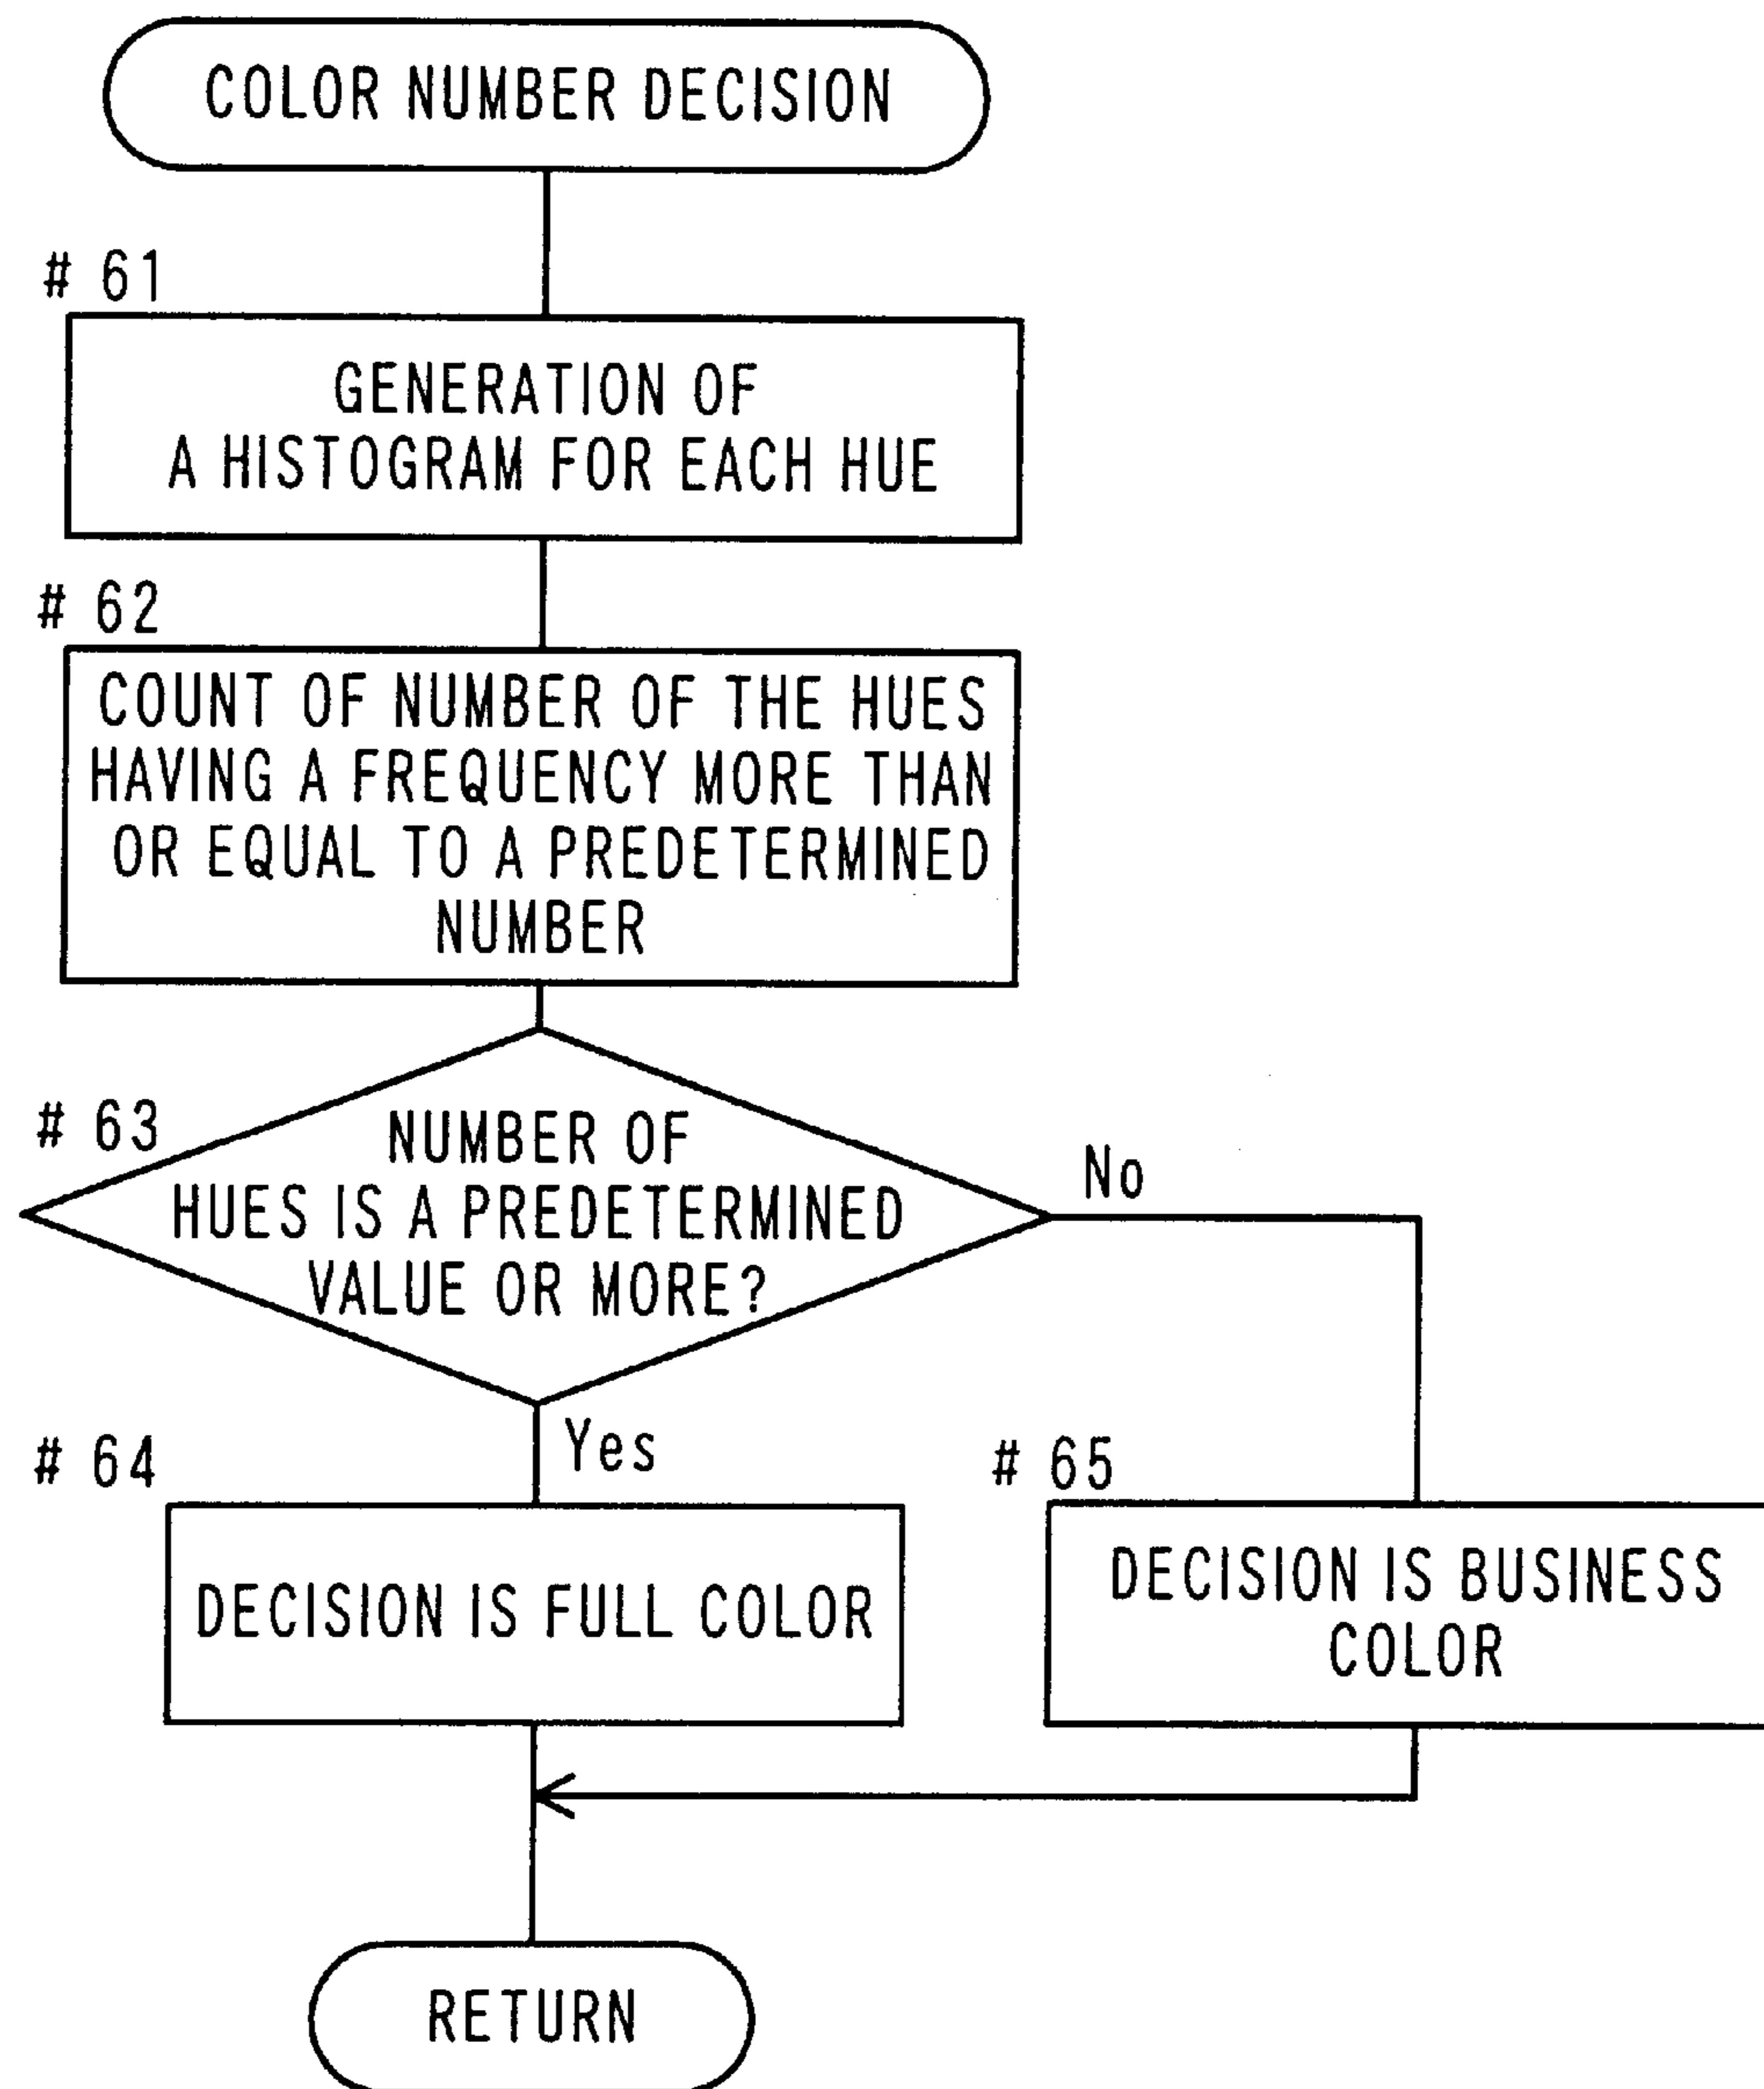 COLOR NUMBER DECISION
# 61
GENERATION OF
A HISTOGRAM FOR EACH HUE
# 62
COUNT OF NUMBER OF THE HUES
HAVING A FREQUENCY MORE THAN
OR EQUAL TO A PREDETERMINED
NUMBER
# 63
NUMBER OF
HUES IS A PREDETERMINED
VALUE OR MORE?
No
Yes
# 64
DECISION IS FULL COLOR
# 65
DECISION IS BUSINESS
COLOR
RETURN